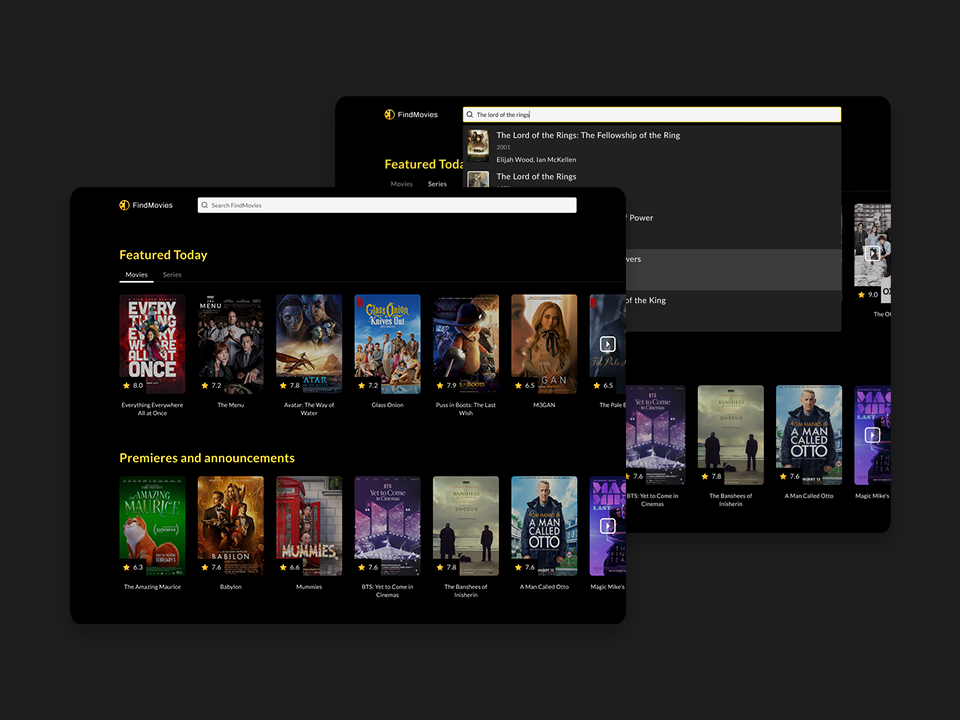 FindMovies
The lord of the rings
The Lord of the Rings: The Fellowship of the Ring
2001
Elijah Wood, Ian McKellen
The Lord of the Rings
Featured Toda
Movies Series
Power
wers
of the King
9.0
The Of
7.6 7.8 7.6
BTS: Yet to Come in Cinemas
The Banshees of Inisherin
A Man Called Otto
Magic Mike's
FindMovies
Search FindMovies
Featured Today
Movies Series
EVERYTHING EVERYWHERE ALL AT ONCE
8.0
Everything Everywhere
All at Once
THE MENU
7.2
The Menu
AVATAR
7.8
Avatar: The Way of
Water
Glass Onion
Knives Out
7.2
Glass Onion
BOOTS
7.9
Puss in Boots: The Last
Wish
GAN
6.5
M3GAN
6.5
The Pale B
Premieres and announcements
THE AMAZING
MAURICE
6.3
The Amazing Maurice
BABYLON
7.6
Babylon
MUMMIES
6.6
Mummies
BTS
Yet to Come
in Cinemas
7.6
BTS: Yet to Come in
Cinemas
BANSHEES
7.8
The Banshees of
Inisherin
TOM HANKS
A MAN
CALLED
OTTO
7.6
A Man Called Otto
Magic Mike's